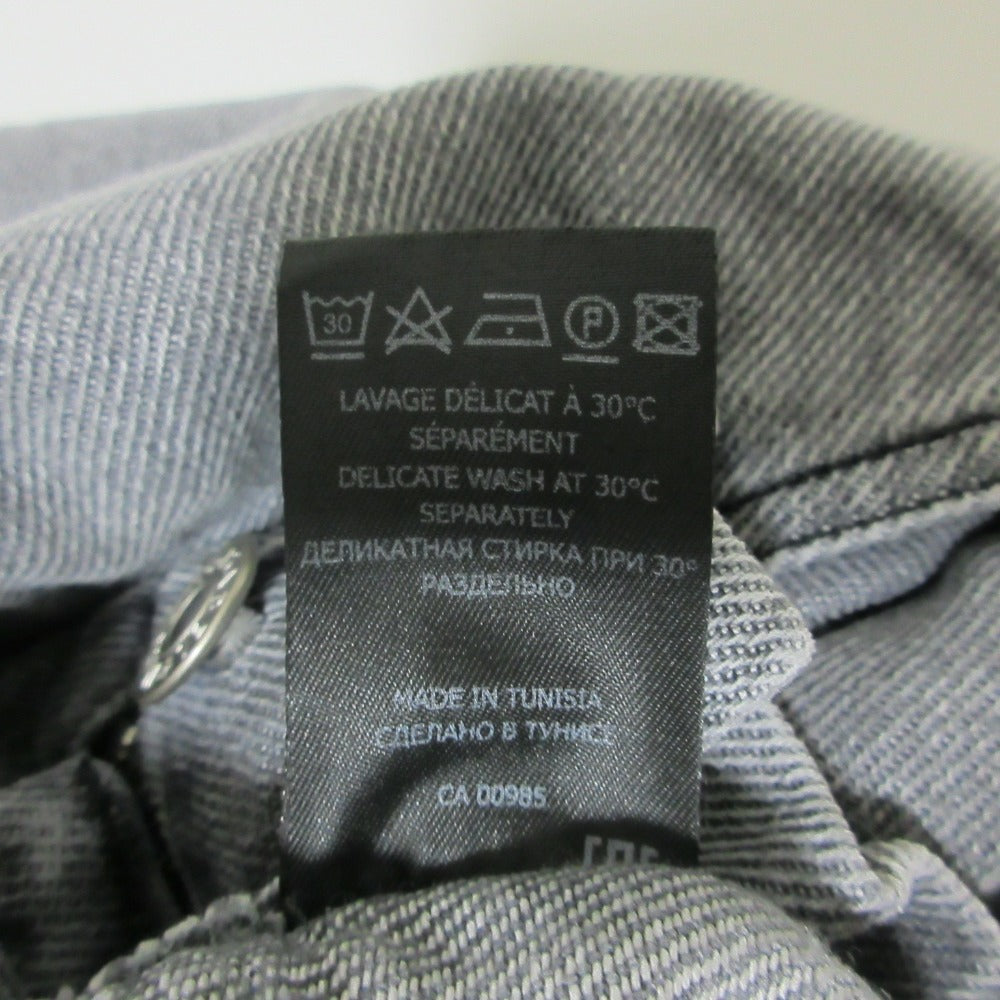 30 P
LAVAGE DÉLICAT À 30°C
SÉPARÉMENT
DELICATE WASH AT 30°C
SEPARATELY
ДЕЛИКАТНАЯ СТИРКА ПРИ 30°
РАЗДЕЛЬНО
MADE IN TUNISIA
СДЕЛАНО В ТУНИСЕ
CA 00985